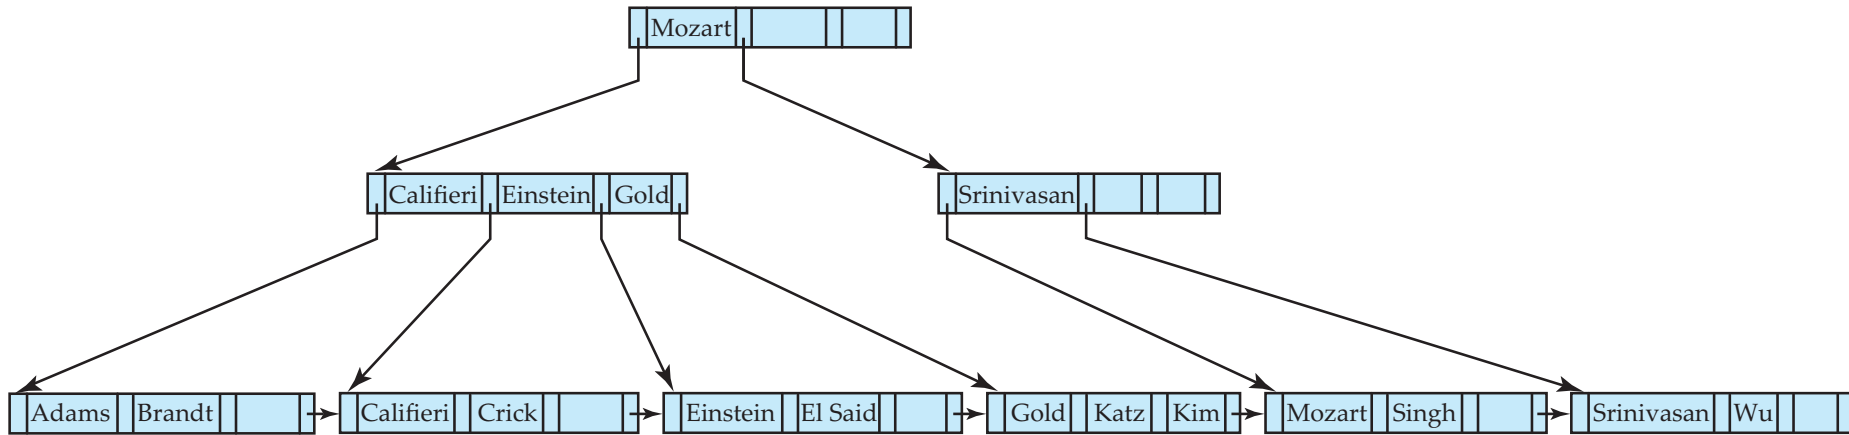 Mozart
Califieri Einstein Gold Srinivasan
Adams Brandt Califieri Crick Einstein El Said Gold Katz Kim Mozart Singh Srinivasan Wu